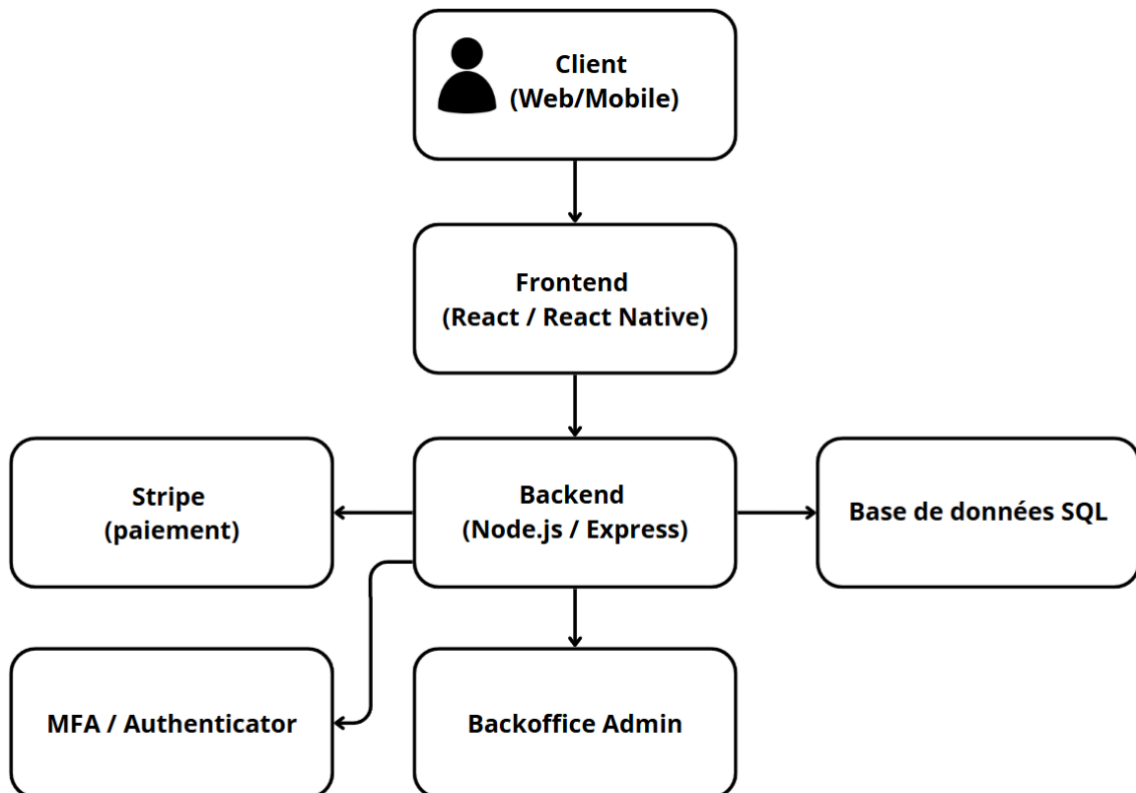 Client
(Web/Mobile)
Frontend
(React / React Native)
Stripe
(paiement)
Backend
(Node.js / Express)
Base de données SQL
MFA / Authenticator
Backoffice Admin